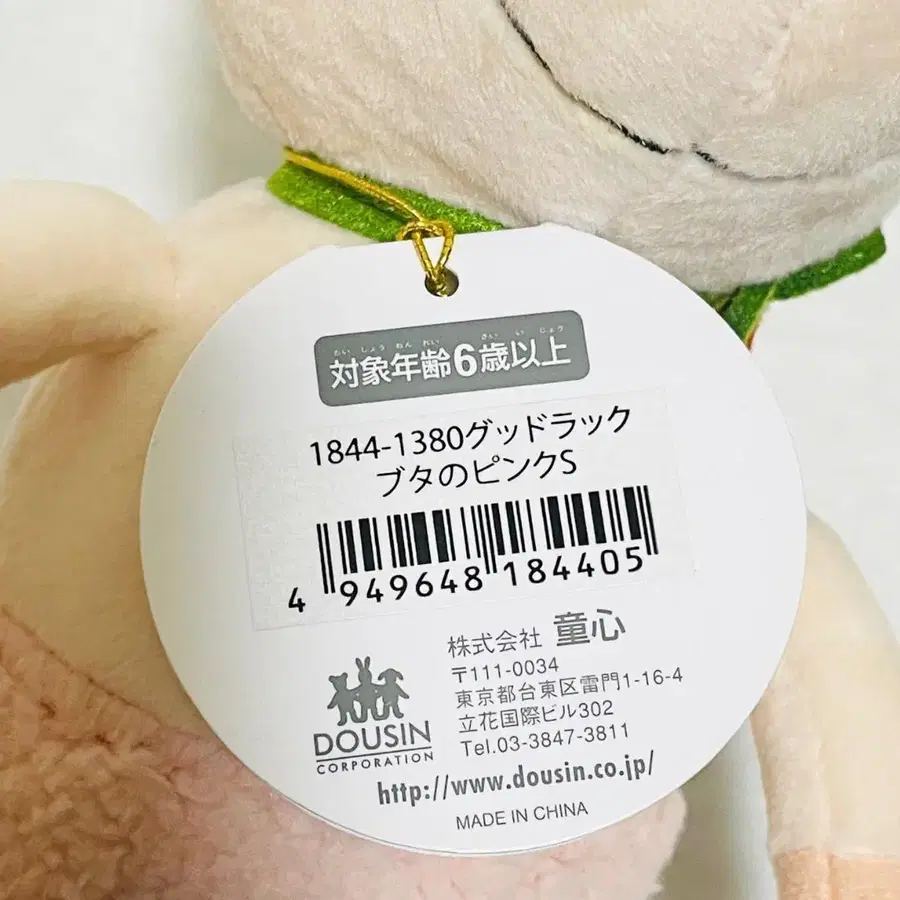 たいしょうねんれい さいいじょう
対象年齢6歳以上
1844-1380グッドラック
ブタのピンクS
4 949648 184405
株式会社 童心
〒111-0034
東京都台東区雷門1-16-4
立花国際ビル302
Tel.03-3847-3811
DOUSIN
CORPORATION
http://www.dousin.co.jp/
MADE IN CHINA